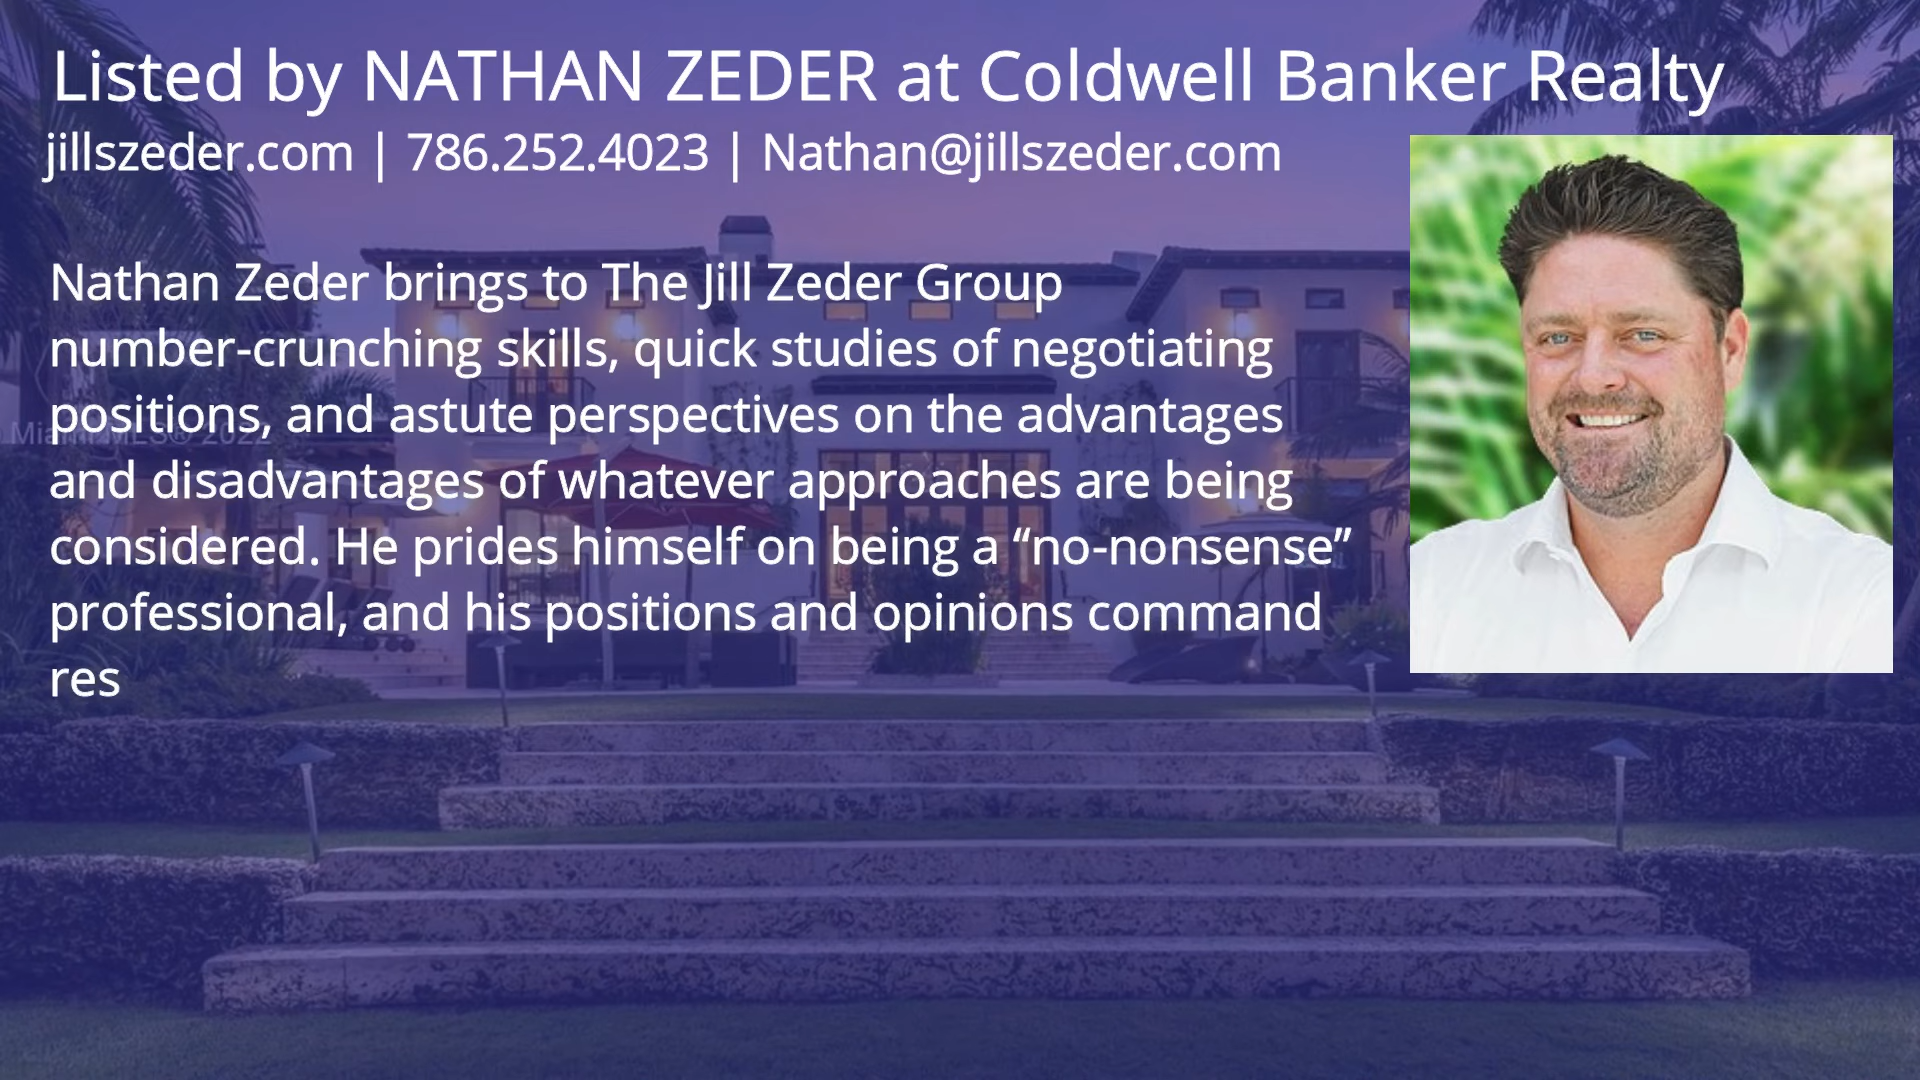 Listed by NATHAN ZEDER at Coldwell Banker Realty
jillszeder.com | 786.252.4023 | Nathan@jillszeder.com
Nathan Zeder brings to The Jill Zeder Group
number-crunching skills, quick studies of negotiating
positions, and astute perspectives on the advantages
Miami MLS® 2022
and disadvantages of whatever approaches are being
considered. He prides himself on being a “no-nonsense”
professional, and his positions and opinions command
res